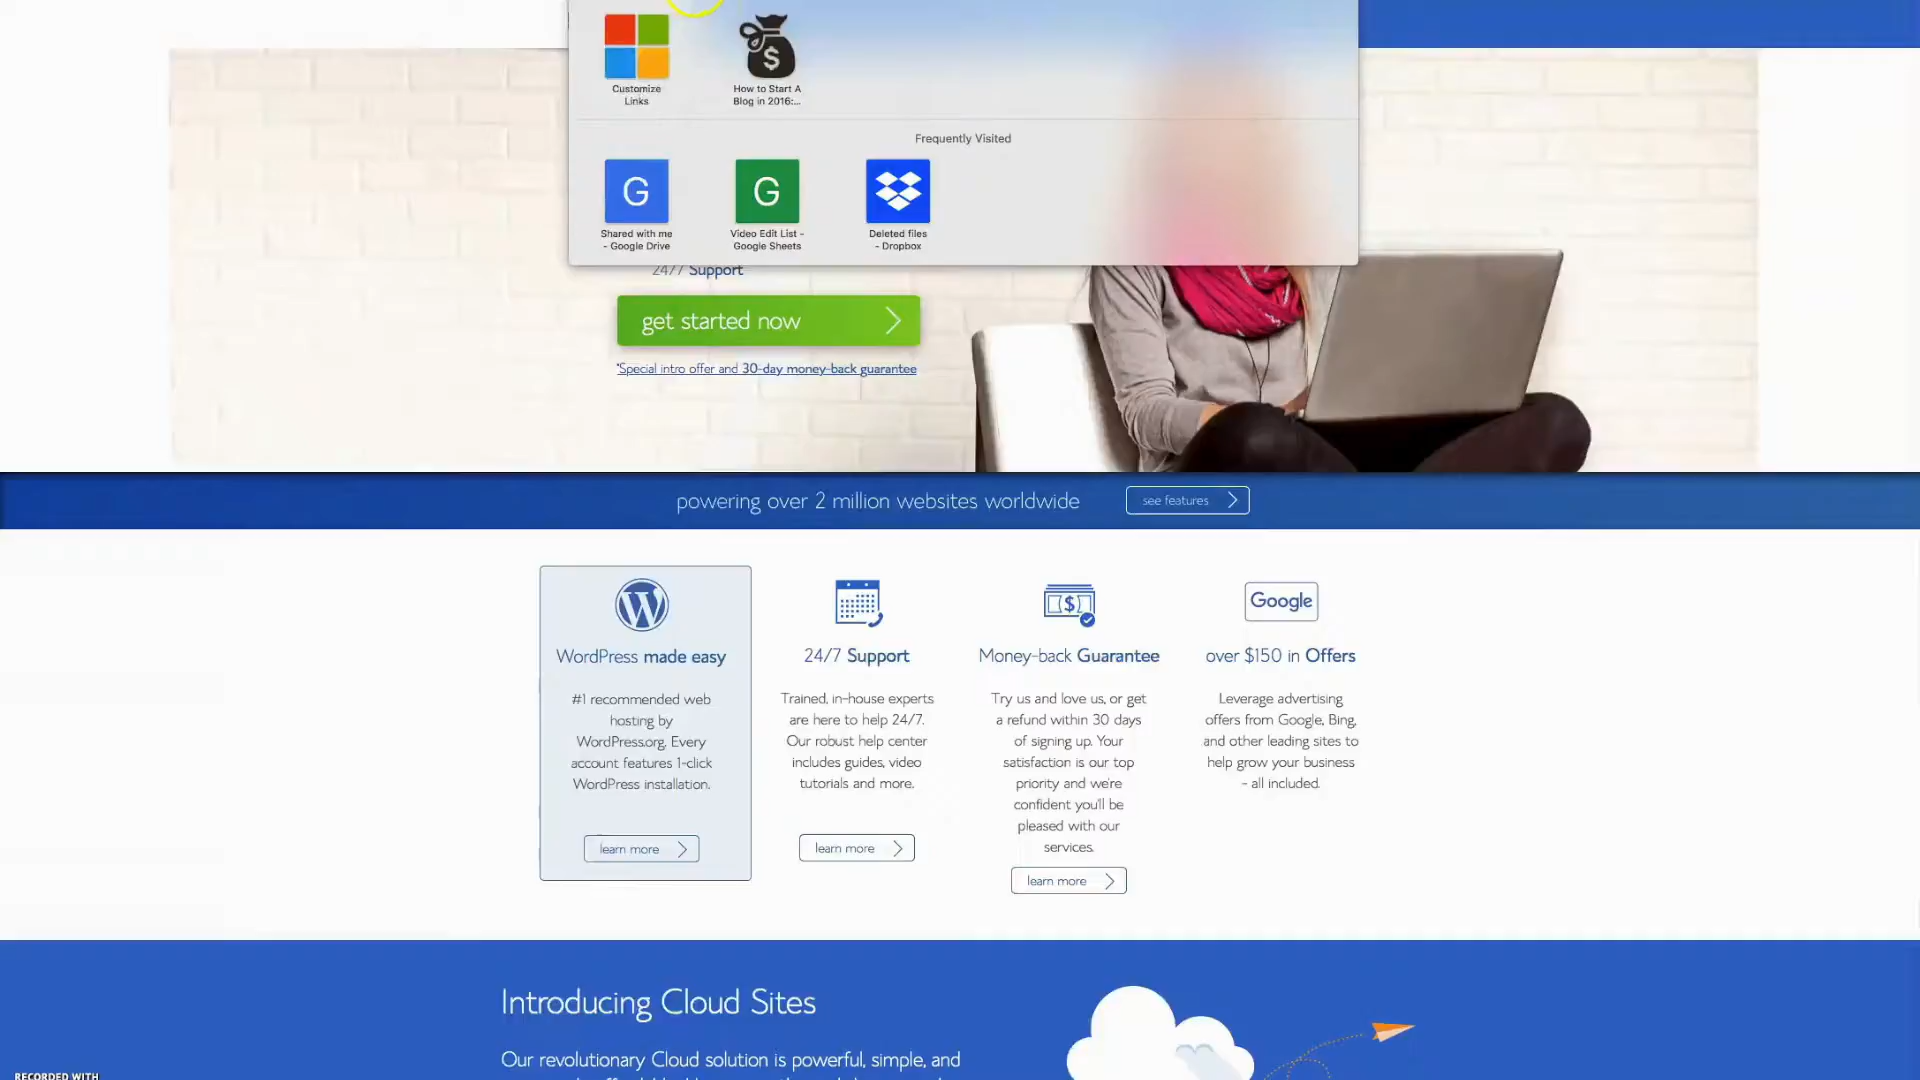 Customize
Links
How to Start A
Blog in 2016:...
Frequently Visited
G
Shared with me
- Google Drive
G
Video Edit List -
Google Sheets
Deleted files
- Dropbox
24/7 Support
get started now
*Special intro offer and 30-day money-back guarantee
powering over 2 million websites worldwide
see features
WordPress made easy
#1 recommended web
hosting by
WordPress.org. Every
account features 1-click
WordPress installation.
learn more
24/7 Support
Trained, in-house experts
are here to help 24/7.
Our robust help center
includes guides, video
tutorials and more.
learn more
Money-back Guarantee
Try us and love us, or get
a refund within 30 days
of signing up. Your
satisfaction is our top
priority and we're
confident you'll be
pleased with our
services.
learn more
Google
over $150 in Offers
Leverage advertising
offers from Google, Bing,
and other leading sites to
help grow your business
- all included.
Introducing Cloud Sites
Our revolutionary Cloud solution is powerful, simple, and
RECORDED WITH